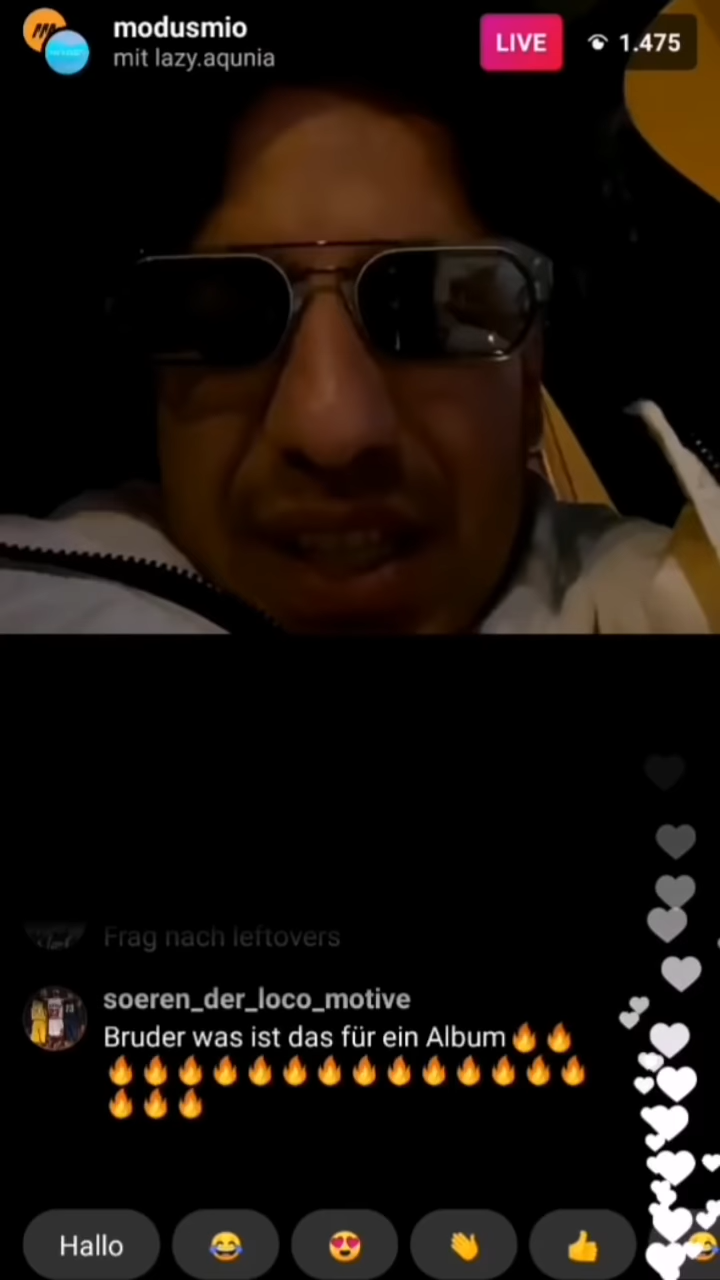 modusmio
mit lazy.aqunia
LIVE
1.475
Frag nach leftovers
soeren_der_loco_motive
Bruder was ist das für ein Album🔥🔥
🔥🔥🔥🔥🔥🔥🔥🔥🔥🔥🔥🔥🔥🔥
🔥🔥🔥
Hallo